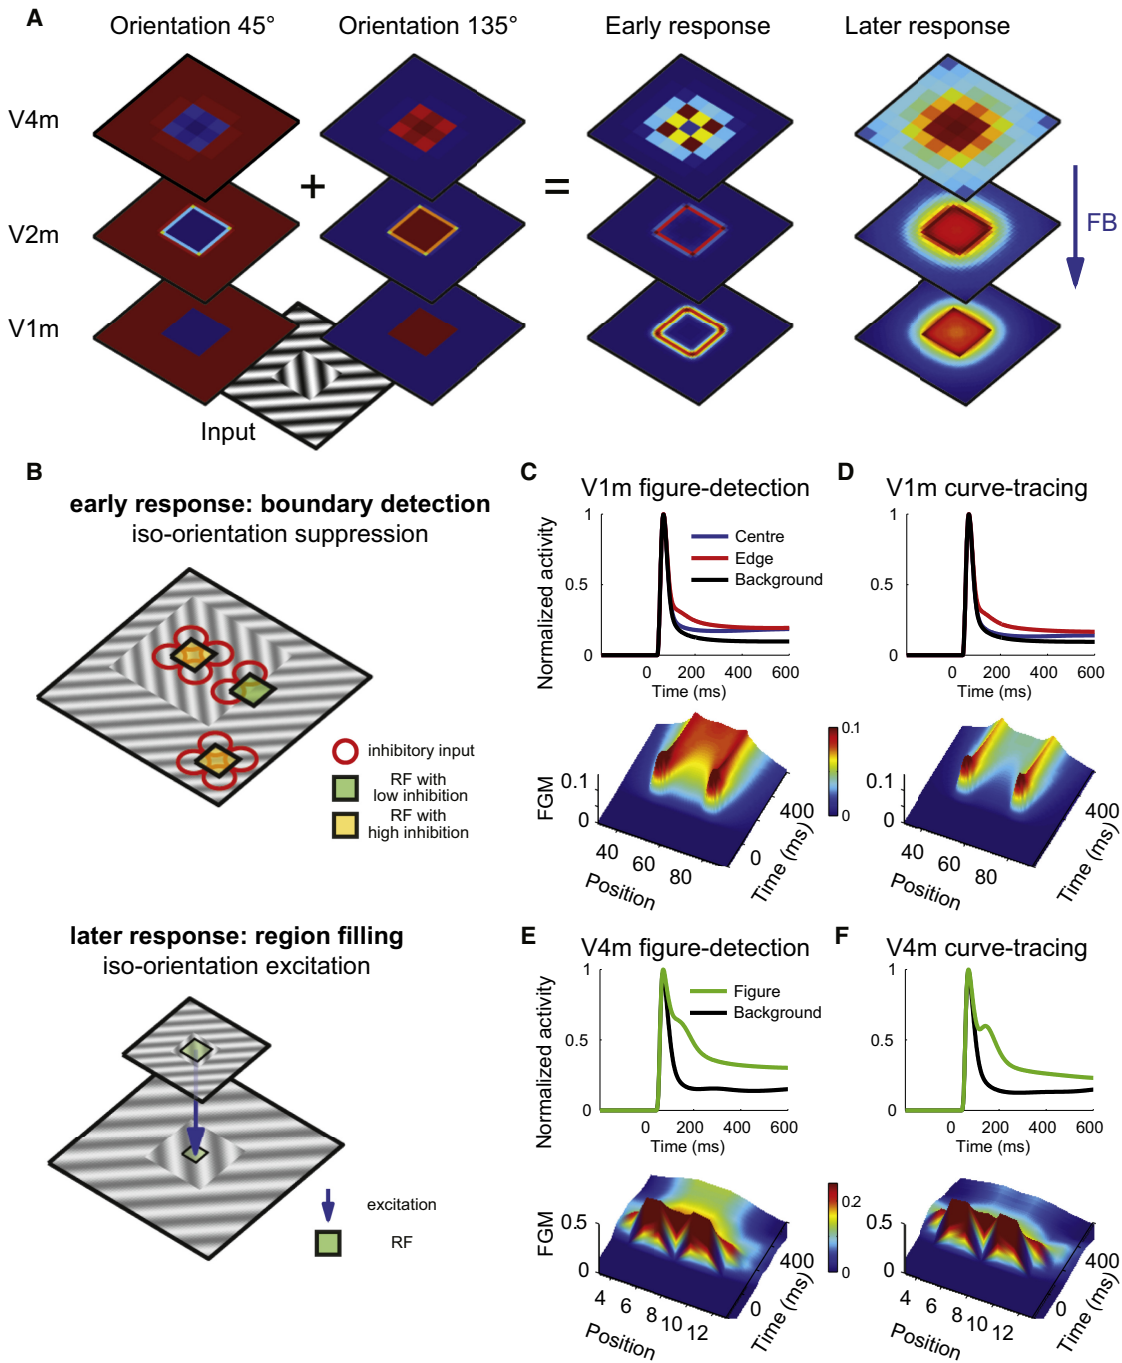 A
Orientation 45° Orientation 135° Early response Later response
V4m
+ =
V2m
FB
V1m
Input
B
early response: boundary detection
iso-orientation suppression
inhibitory input
RF with
low inhibition
RF with
high inhibition
later response: region filling
iso-orientation excitation
excitation
RF
C
V1m figure-detection
Normalized activity
1
0.5
0
Centre
Edge
Background
0 200 400 600
Time (ms)
FGM
0.1
0
40
60
80
Position
0
400
Time (ms)
0.1
0
D
V1m curve-tracing
1
0.5
0
0 200 400 600
Time (ms)
40
60
80
Position
0
400
Time (ms)
E
V4m figure-detection
Normalized activity
1
0.5
0
Figure
Background
0 200 400 600
Time (ms)
FGM
0.5
0
4 6 8 10 12
Position
0
400
Time (ms)
0.2
0
F
V4m curve-tracing
1
0.5
0
0 200 400 600
Time (ms)
0.5
0
4 6 8 10 12
Position
0
400
Time (ms)